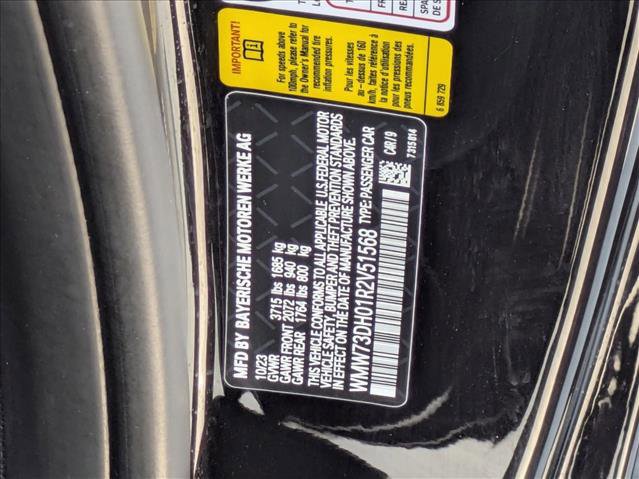 IMPORTANT!
For speeds above
100mph, please refer to
the Owner's Manual for
recommended tire
inflation pressures.
Pour les vitesses
au - dessus de 160
km/h, faites référence à
la notice d'utilisation
pour les pressions des
pneus recommandées.
6 859 729
MFD BY BAYERISCHE MOTOREN WERKE AG
10/23
GVWR 3715 lbs 1685 kg
GAWR FRONT 2072 lbs 940 kg
GAWR REAR 1764 lbs 800 kg
THIS VEHICLE CONFORMS TO ALL APPLICABLE U.S. FEDERAL MOTOR
VEHICLE SAFETY, BUMPER AND THEFT PREVENTION STANDARDS
IN EFFECT ON THE DATE OF MANUFACTURE SHOWN ABOVE.
WMW73DH01R2V51568 TYPE: PASSENGER CAR
C4R/9
7315014